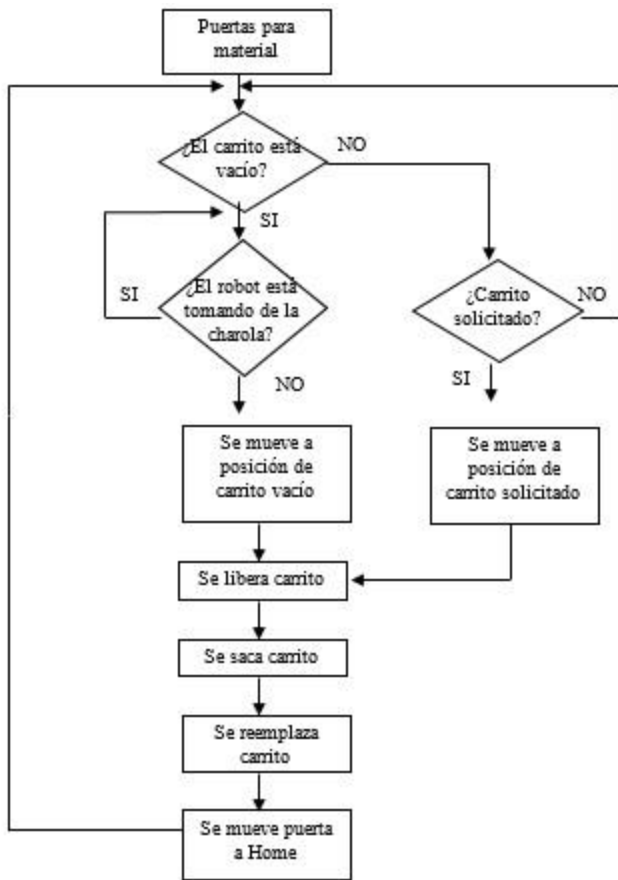 Puertas para
material
¿El carrito está
vacío?
NO
SI
¿El robot está
tomando de la
charola?
SI
¿Carrito
solicitado?
NO
NO
SI
Se mueve a
posición de
carrito vacío
Se mueve a
posición de
carrito solicitado
Se libera carrito
Se saca carrito
Se reemplaza
carrito
Se mueve puerta
a Home